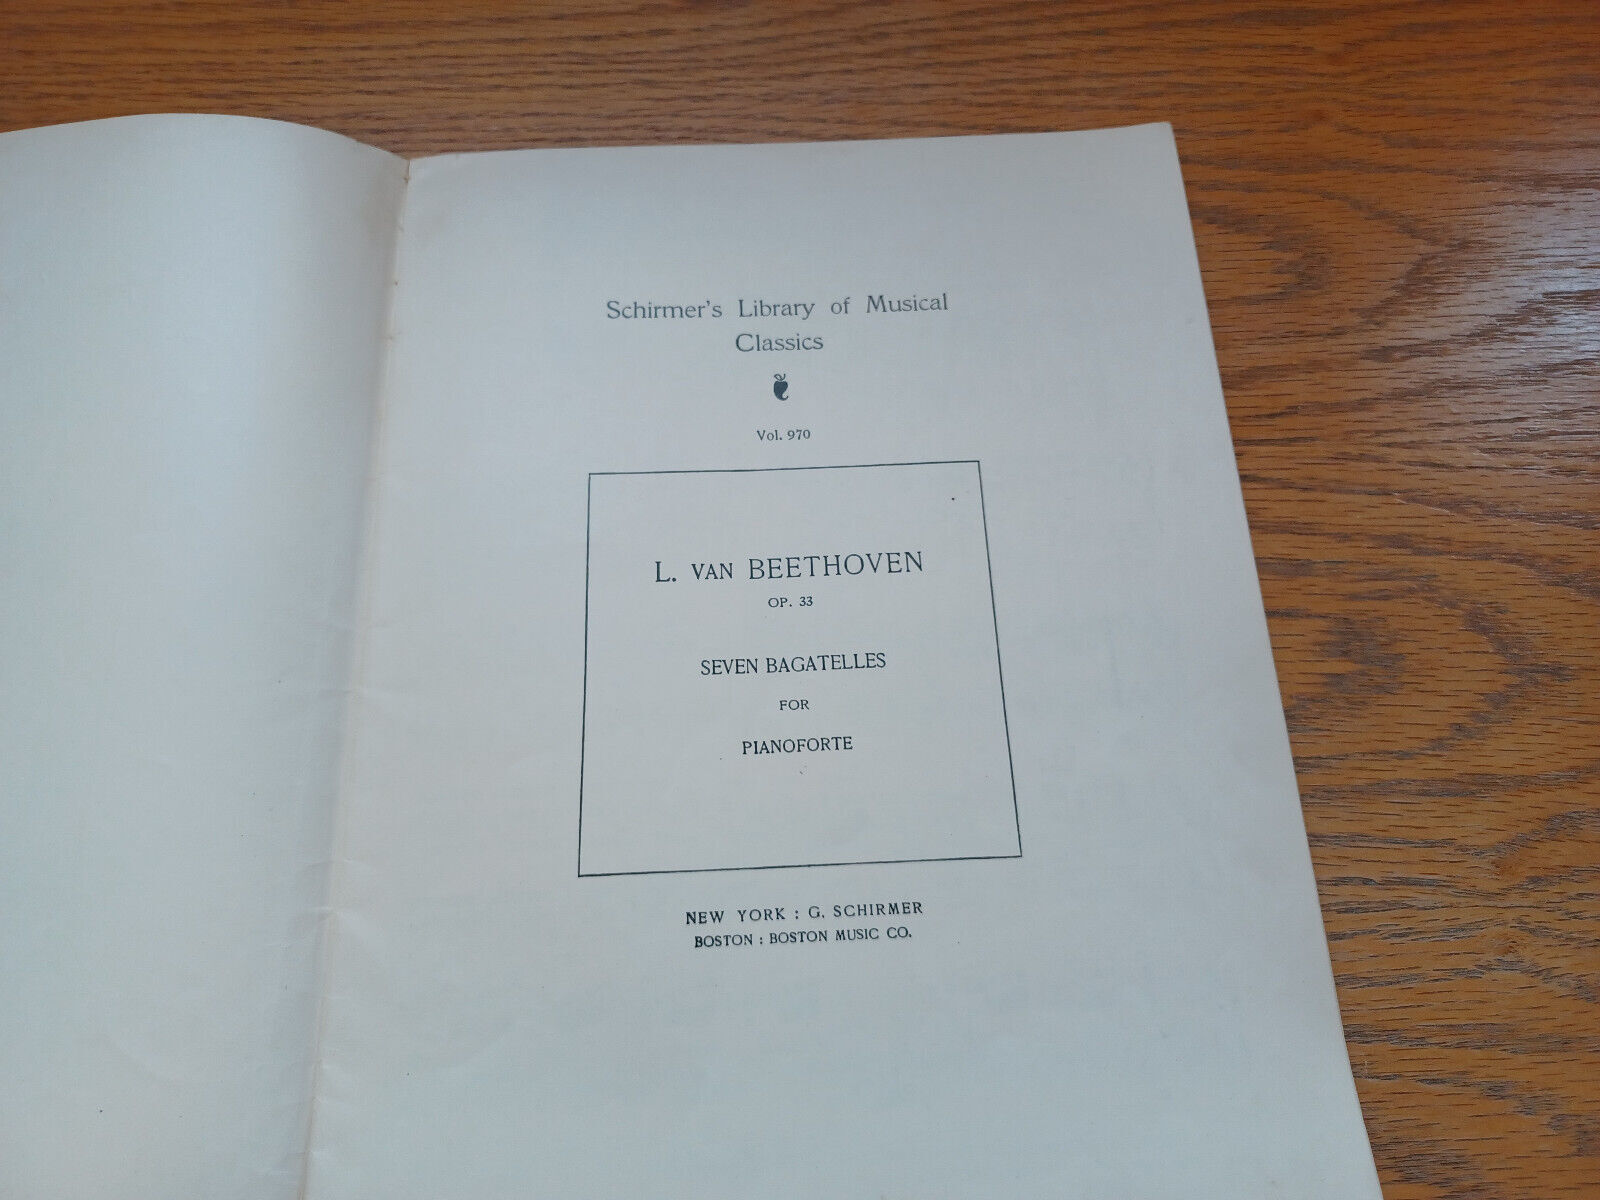 Schirmer's Library of Musical
Classics
Vol. 970
L. VAN BEETHOVEN
OP. 33
SEVEN BAGATELLES
FOR
PIANOFORTE
NEW YORK : G. SCHIRMER
BOSTON : BOSTON MUSIC CO.